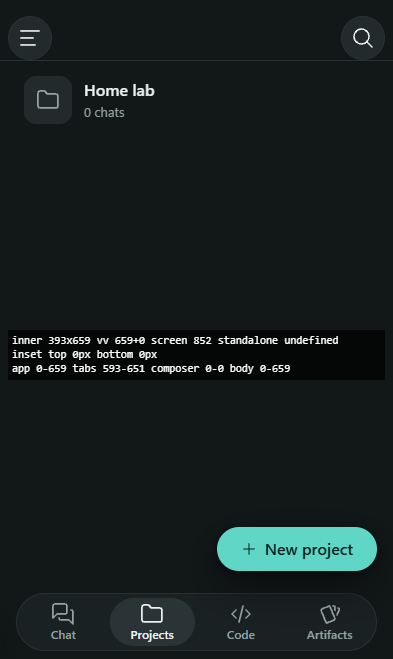 Home lab
0 chats
inner 393x659 vv 659+0 screen 852 standalone undefined
inset top 0px bottom 0px
app 0-659 tabs 593-651 composer 0-0 body 0-659
+ New project
Chat
Projects
Code
Artifacts